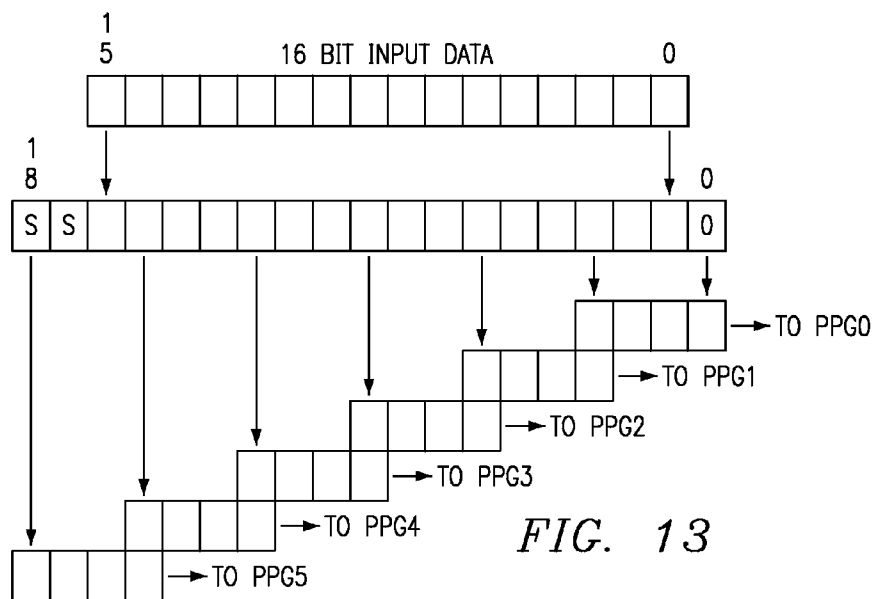 1
5 16 BIT INPUT DATA 0
1
8 0
S S 0
TO PPG0
TO PPG1
TO PPG2
TO PPG3
TO PPG4
TO PPG5
FIG. 13